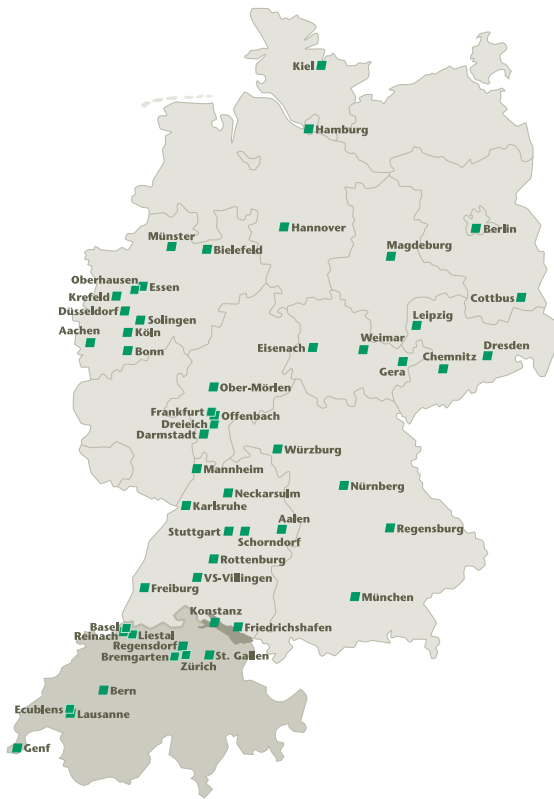 Kiel
Hamburg
Hannover
Berlin
Münster
Bielefeld
Magdeburg
Oberhausen
Essen
Krefeld
Cottbus
Düsseldorf
Solingen
Leipzig
Köln
Aachen
Weimar
Bonn
Eisenach
Dresden
Chemnitz
Gera
Ober-Mörlen
Frankfurt
Offenbach
Dreieich
Darmstadt
Würzburg
Mannheim
Nürnberg
Neckarsulm
Karlsruhe
Aalen
Regensburg
Stuttgart
Schorndorf
Rottenburg
VS-Villingen
Freiburg
München
Konstanz
Basel
Friedrichshafen
Reinach
Liestal
Regensdorf
Bremgarten
St. Gallen
Zürich
Bern
Ecublens
Lausanne
Genf